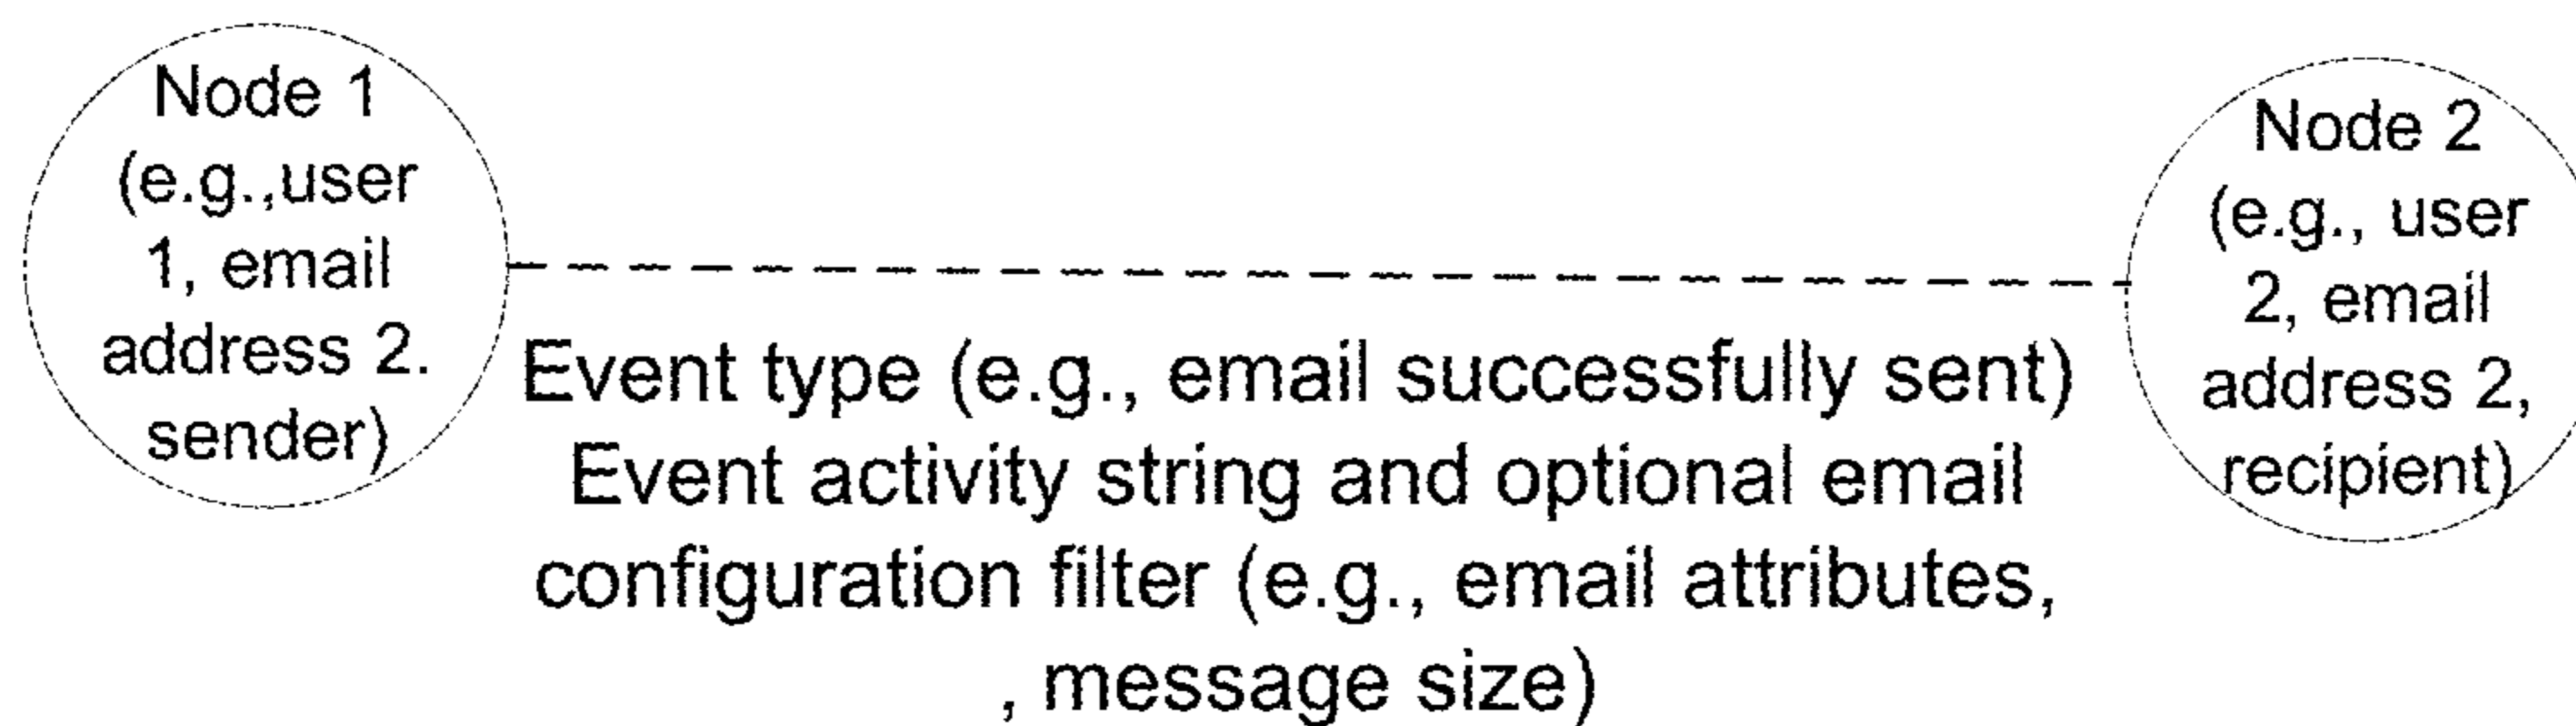 Node 1
(e.g.,user
1, email
address 2.
sender)
Event type (e.g., email successfully sent)
Event activity string and optional email
configuration filter (e.g., email attributes,
, message size)
Node 2
(e.g., user
2, email
address 2,
recipient)